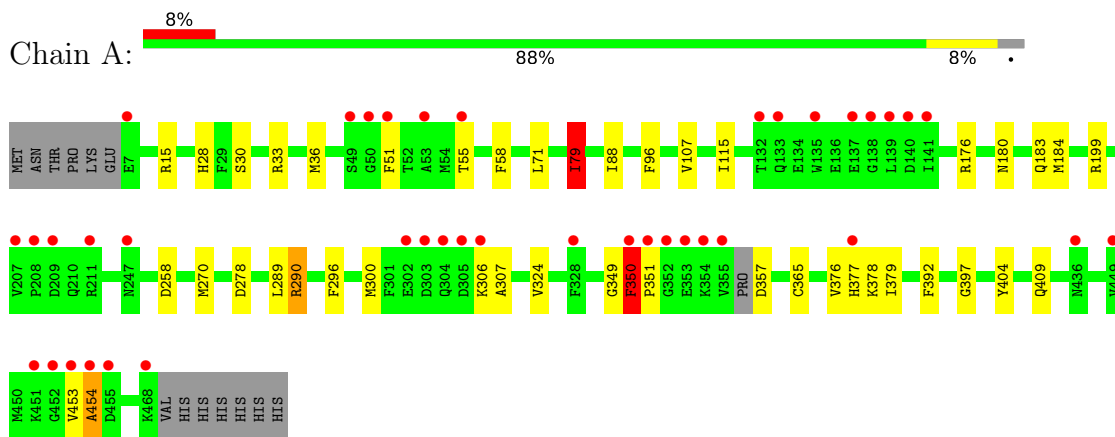 8%
Chain A:
88% 8% •
MET ASN THR PRO LYS GLU E7 R15 H28 F29 S30 R33 M36 S49 G50 F51 T52 A53 M54 T55 F58 L71 I79 I88 F96 V107 I115 T132 Q133 E134 W135 E136 E137 G138 L139 D140 I141 R176 N180 Q183 M184 R199
V207 P208 D209 Q210 R211 N247 D258 M270 D278 L289 R290 F296 M300 F301 E302 D303 Q304 D305 K306 A307 V324 F328 G349 F350 P351 G352 E353 K354 V355 PRO D357 C365 V376 H377 K378 I379 F392 G397 Y404 Q409 N436 V449
M450 K451 G452 V453 A454 D455 K468 VAL HIS HIS HIS HIS HIS HIS